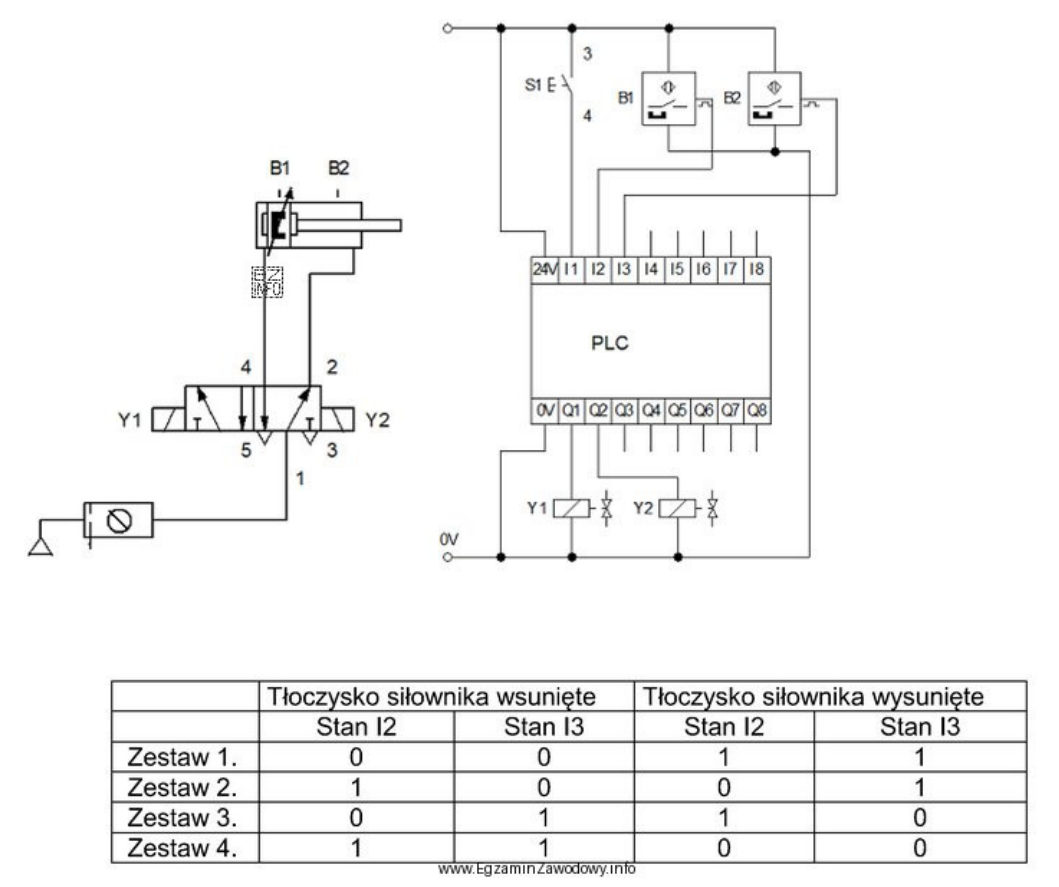 3
S1
B1
B2
4
B1 B2
EZ
INFO
24V I1 I2 I3 I4 I5 I6 I7 I8
PLC
4 2
Y1 Y2
0V Q1 Q2 Q3 Q4 Q5 Q6 Q7 Q8
5 3
1
Y1 Y2
0V
Tłoczysko siłownika wsunięte Tłoczysko siłownika wysunięte
Stan I2 Stan I3 Stan I2 Stan I3
Zestaw 1. 0 0 1 1
Zestaw 2. 1 0 0 1
Zestaw 3. 0 1 1 0
Zestaw 4. 1 1 0 0
www.EgzaminZawodowy.info